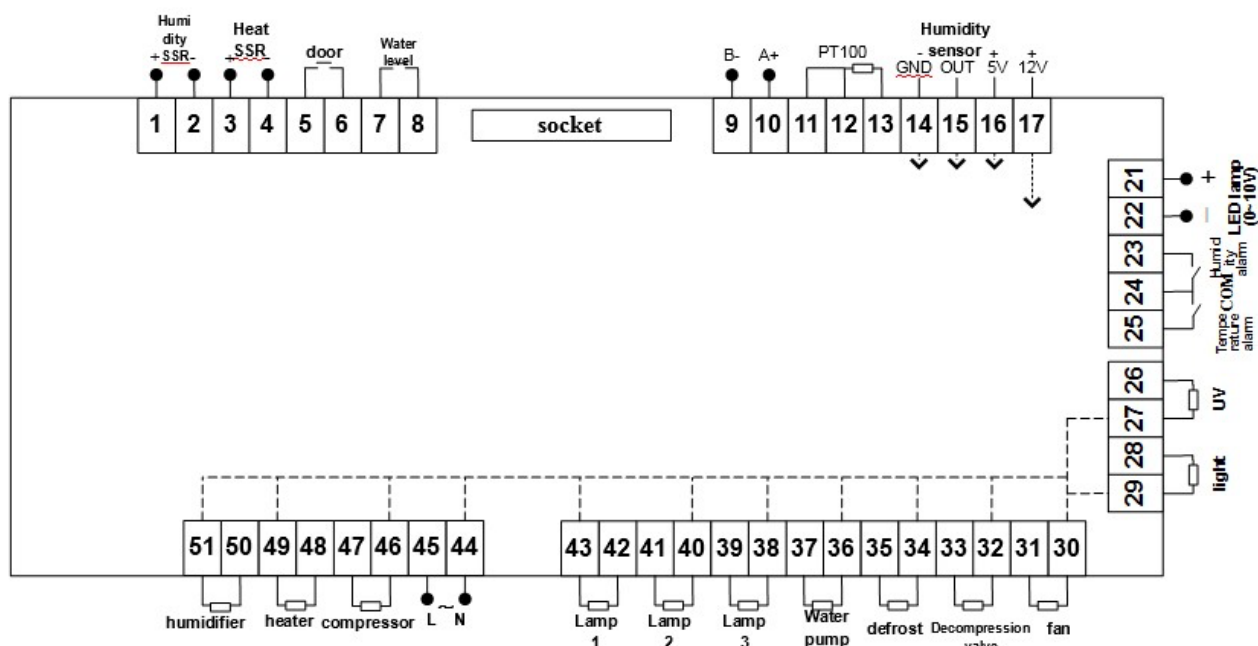 Humi
dity
SSR
+ -
Heat
SSR
+ -
door
Water
level
B-
A+
PT100
Humidity
sensor
- + +
GND OUT 5V 12V
1 2 3 4 5 6 7 8
socket
9 10 11 12 13 14 15 16 17
21
22
23
24
25
26
27
28
29
+
-
LED lamp
(0~10V)
Humid
ity
alarm
COM
Tempe
rature
alarm
UV
light
51 50 49 48 47 46 45 44
43 42 41 40 39 38 37 36 35 34 33 32 31 30
humidifier
heater
compressor
L ~ N
Lamp
1
Lamp
2
Lamp
3
Water
pump
defrost
Decompression
valve
fan